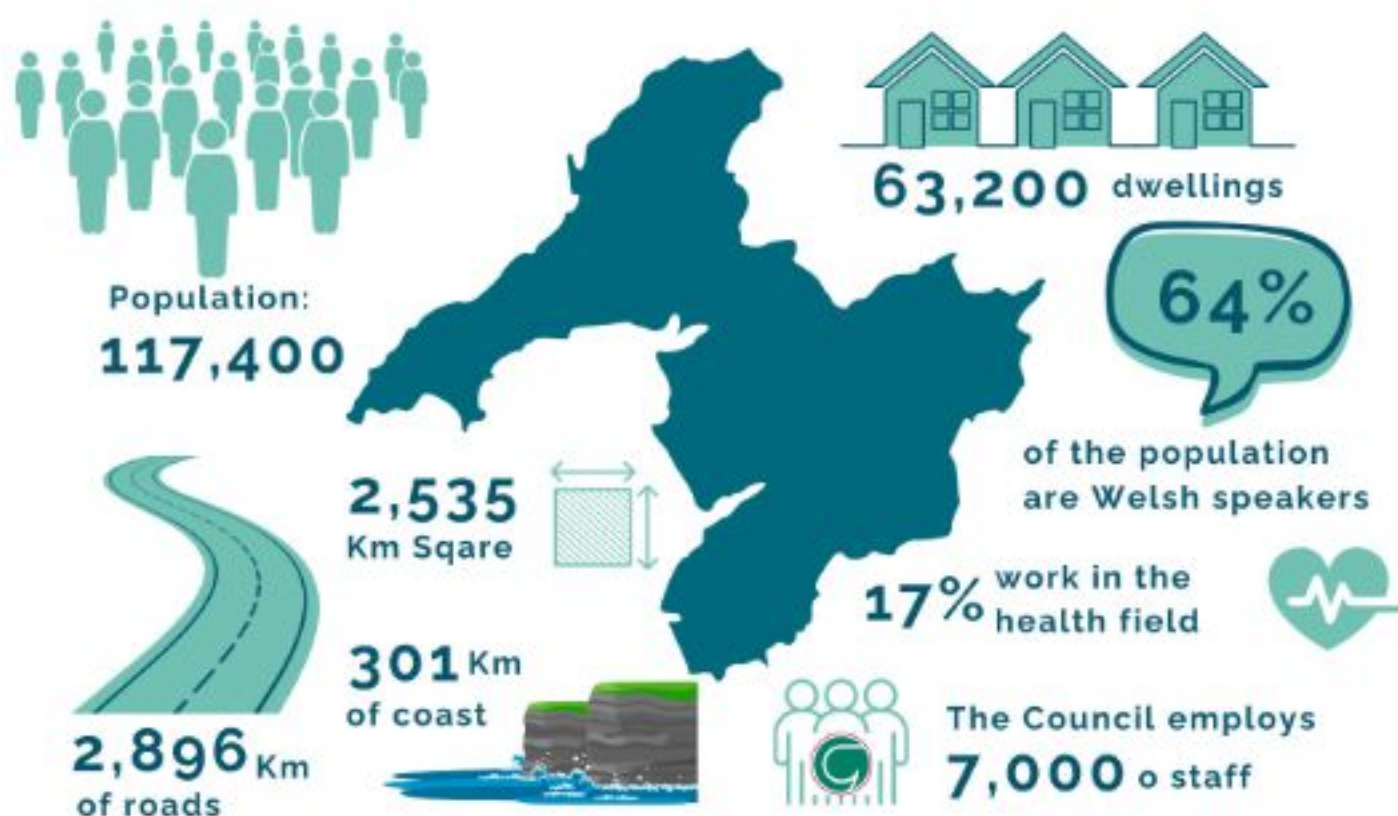 Population:
117,400
63,200 dwellings
64%
of the population
are Welsh speakers
2,535
Km Sqare
17% work in the
health field
301 Km
of coast
2,896 Km
of roads
The Council employs
7,000 o staff